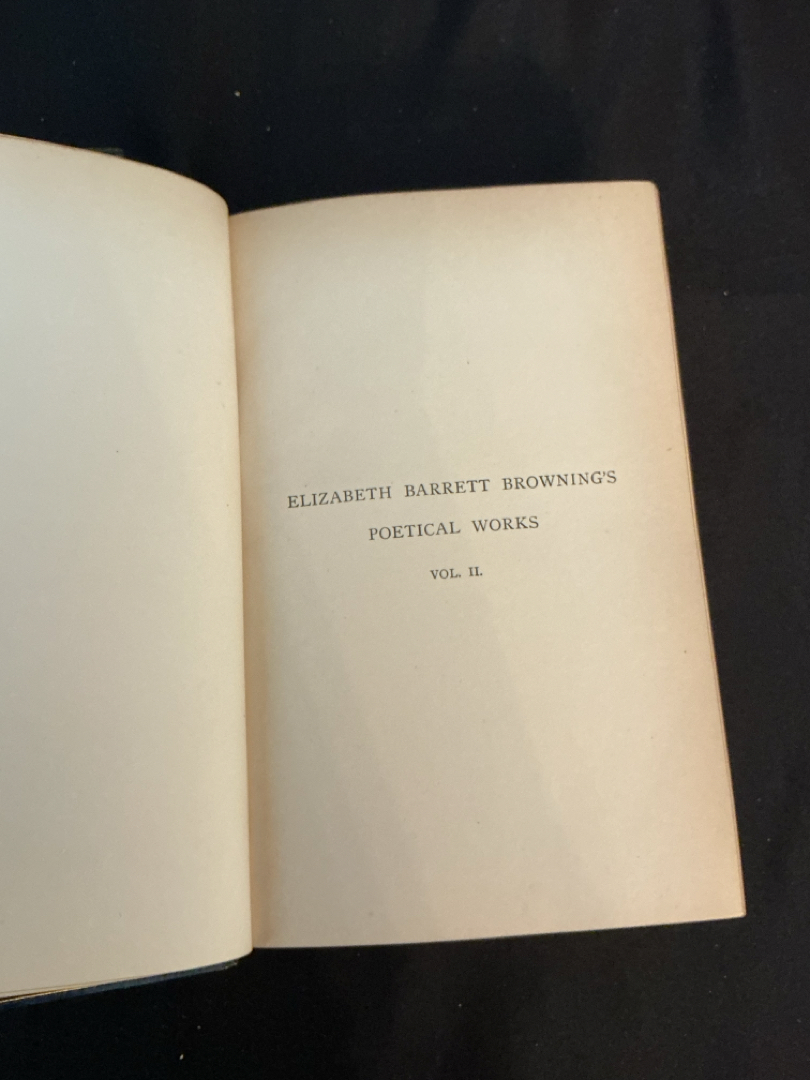 ELIZABETH BARRETT BROWNING'S
POETICAL WORKS
VOL. II.